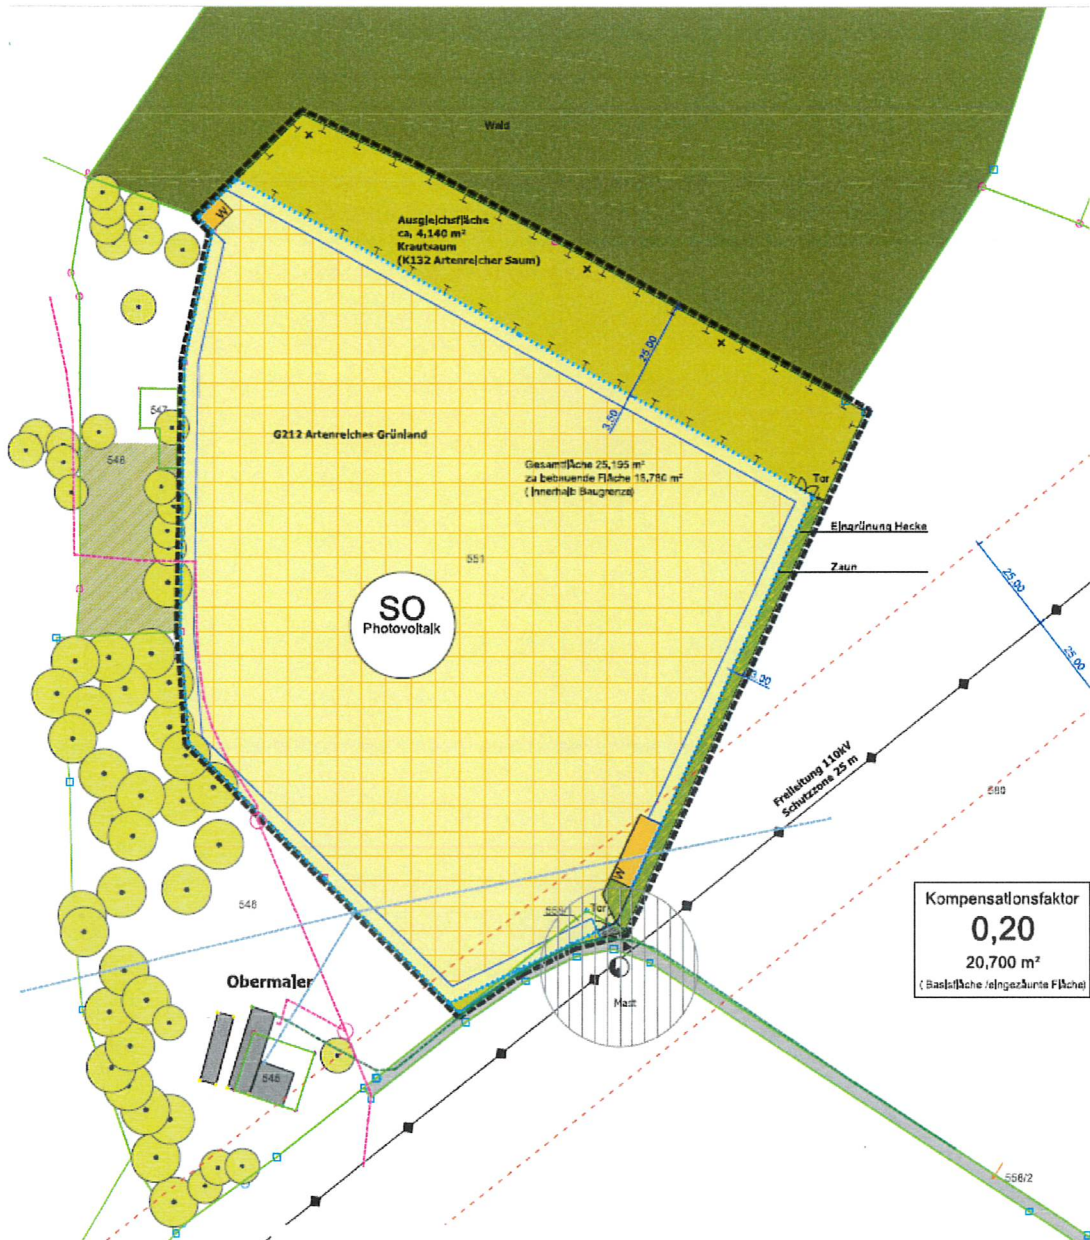 Wald
Ausgleichsfläche
ca. 4,140 m²
Krautsaum
(K132 Artenreicher Saum)
W
25,00
3,50
547
G212 Artenreiches Grünland
546
Gesamtfläche 25,195 m²
zu bebauende Fläche 18,780 m²
( innerhalb Baugrenze)
Tor
Eingrünung Hecke
551
Zaun
25,00
SO
Photovoltaik
25,00
3,00
Freileitung 110kV
Schutzzone 25 m
580
W
Kompensationsfaktor
0,20
20,700 m²
( Basisfläche /eingezäunte Fläche)
548
Tor
Obermaier
Mast
545
556/2